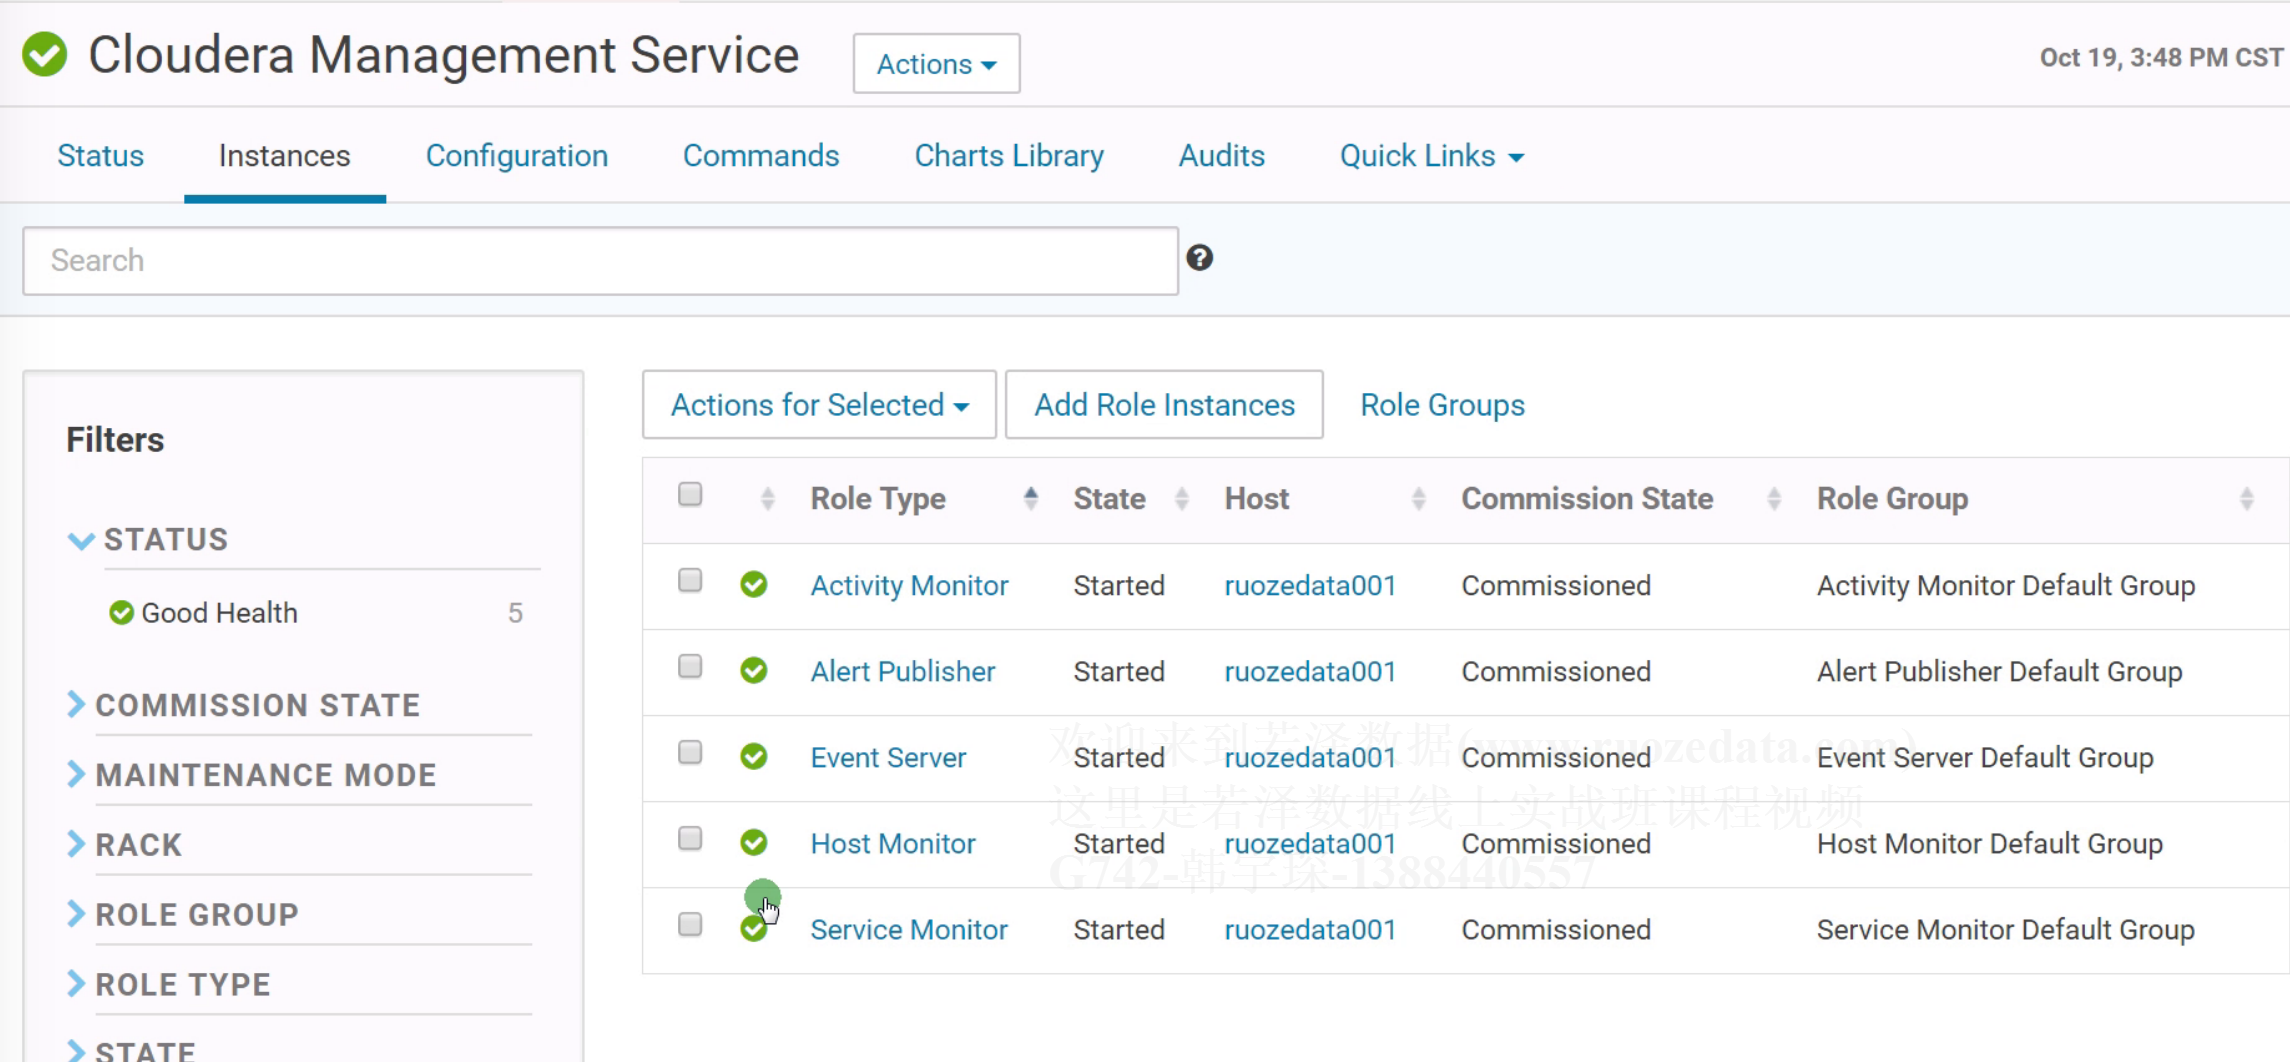 Cloudera Management Service
Actions
Oct 19, 3:48 PM CST
Status Instances Configuration Commands Charts Library Audits Quick Links
Search
?
Filters
STATUS
Good Health 5
COMMISSION STATE
MAINTENANCE MODE
RACK
ROLE GROUP
ROLE TYPE
STATE
Actions for Selected Add Role Instances Role Groups
Role Type State Host Commission State Role Group
Activity Monitor Started ruozedata001 Commissioned Activity Monitor Default Group
Alert Publisher Started ruozedata001 Commissioned Alert Publisher Default Group
Event Server Started ruozedata001 Commissioned Event Server Default Group
Host Monitor Started ruozedata001 Commissioned Host Monitor Default Group
Service Monitor Started ruozedata001 Commissioned Service Monitor Default Group
欢迎来到若泽数据(www.ruozedata.com)
这里是若泽数据线上实战班课程视频
G742-韩宇琛-1388440557